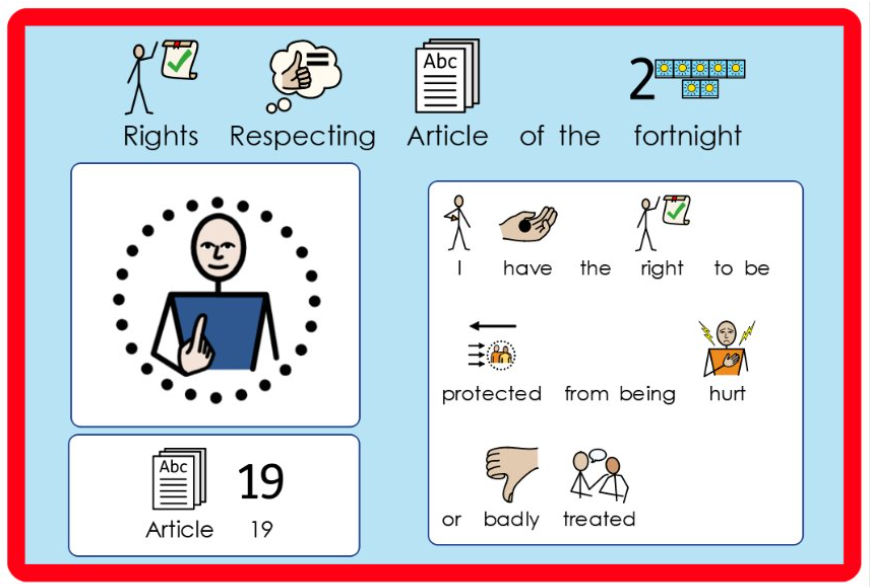 Abc
2
Rights Respecting Article of the fortnight
I have the right to be
protected from being hurt
or badly treated
Abc 19
Article 19